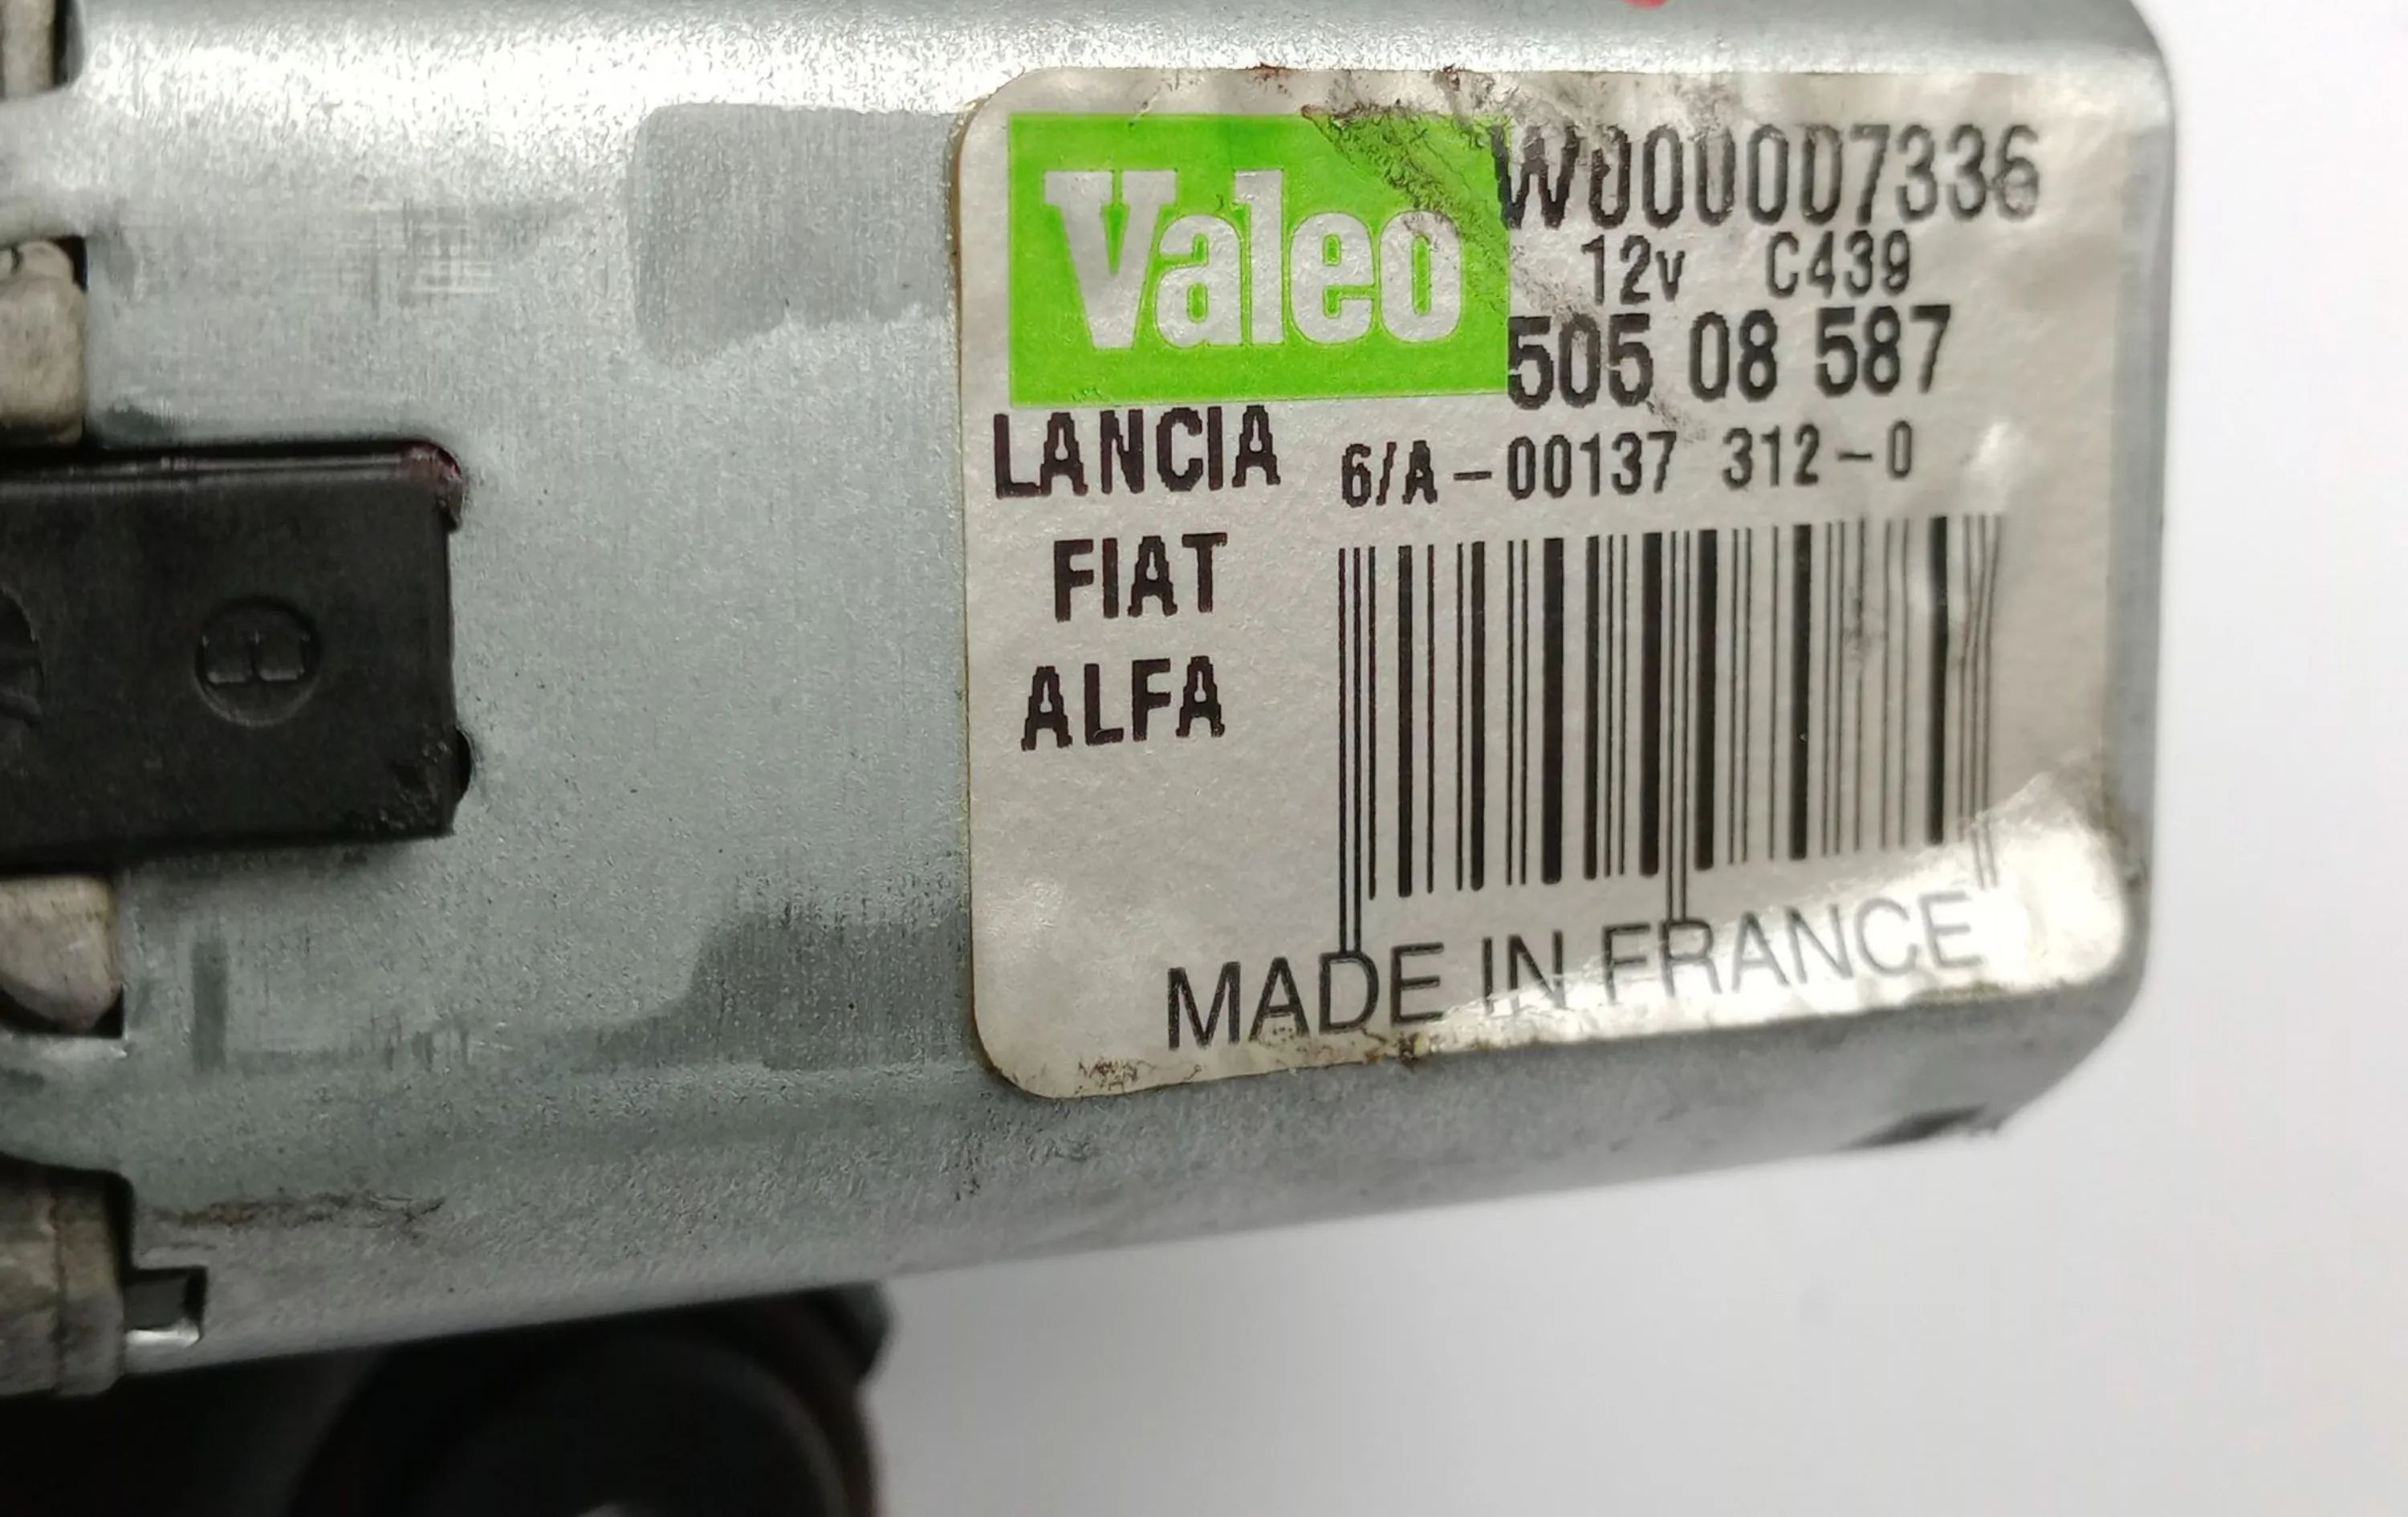 Valeo
W000007336
12v C439
505 08 587
LANCIA
6/A-00137 312-0
FIAT
ALFA
MADE IN FRANCE
B